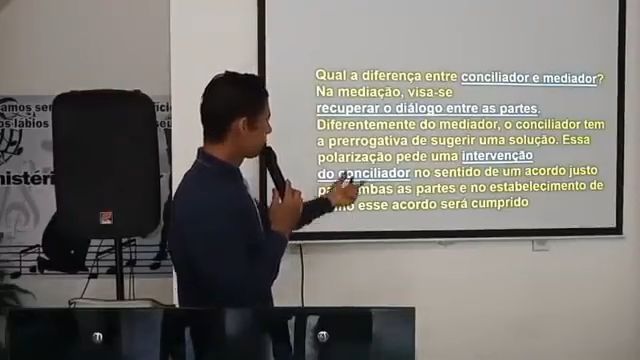 Qual a diferença entre conciliador e mediador?
Na mediação, visa-se
recuperar o diálogo entre as partes.
Diferentemente do mediador, o conciliador tem
a prerrogativa de sugerir uma solução. Essa
polarização pede uma intervenção
do conciliador no sentido de um acordo justo
ambas as partes e no estabelecimento de
como esse acordo será cumprido
lábios